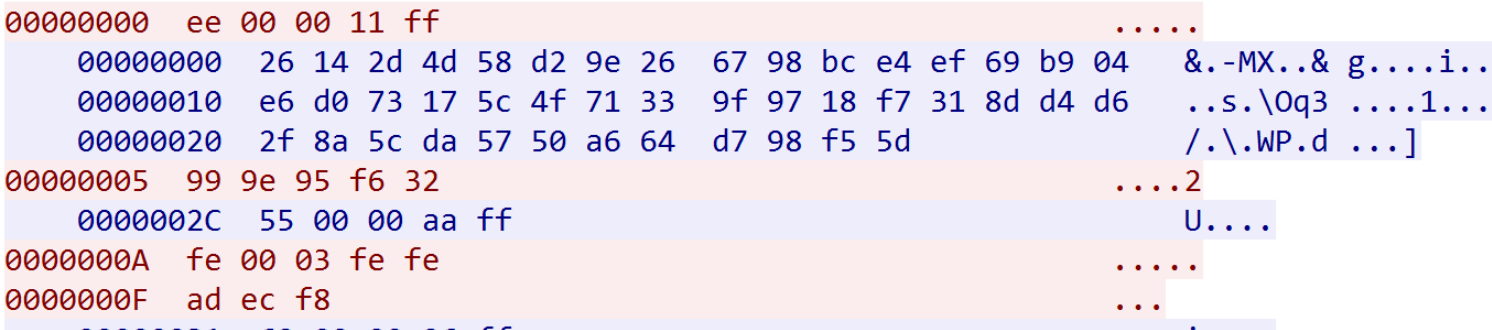 00000000 ee 00 00 11 ff .....
00000000 26 14 2d 4d 58 d2 9e 26 67 98 bc e4 ef 69 b9 04 &.-MX..& g....i..
00000010 e6 d0 73 17 5c 4f 71 33 9f 97 18 f7 31 8d d4 d6 ..s.\Oq3 ....1...
00000020 2f 8a 5c da 57 50 a6 64 d7 98 f5 5d /.\.WP.d ...]
00000005 99 9e 95 f6 32 ....2
0000002C 55 00 00 aa ff U....
0000000A fe 00 03 fe fe .....
0000000F ad ec f8 ...